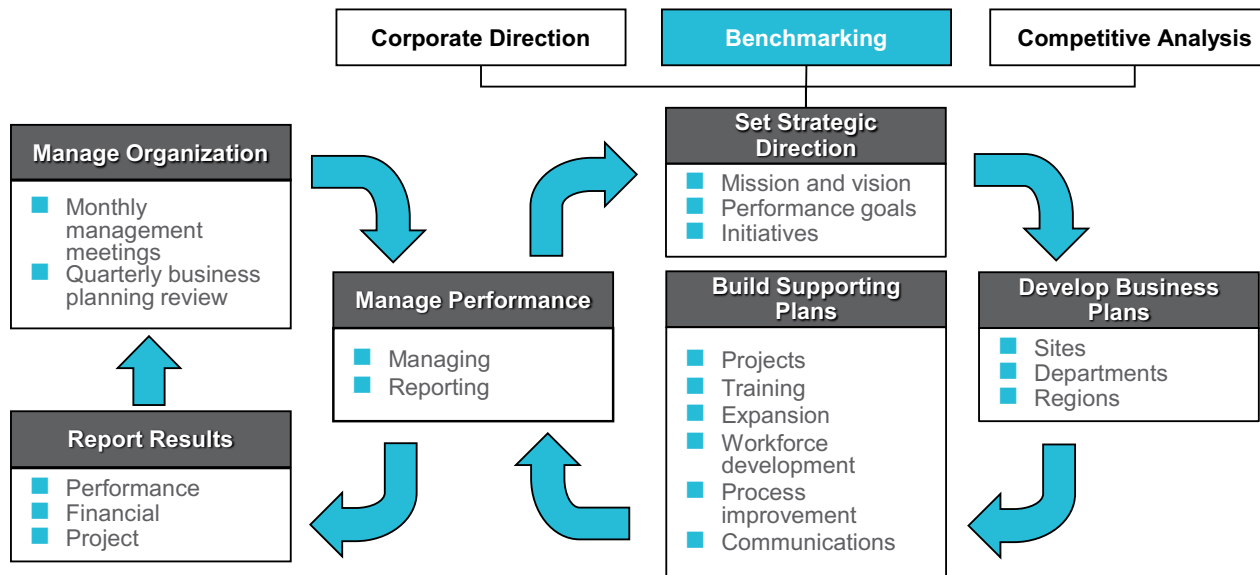 Corporate Direction
Benchmarking
Competitive Analysis
Manage Organization
Monthly
management
meetings
Quarterly business
planning review
Set Strategic
Direction
Mission and vision
Performance goals
Initiatives
Manage Performance
Managing
Reporting
Build Supporting
Plans
Projects
Training
Expansion
Workforce
development
Process
improvement
Communications
Develop Business
Plans
Sites
Departments
Regions
Report Results
Performance
Financial
Project